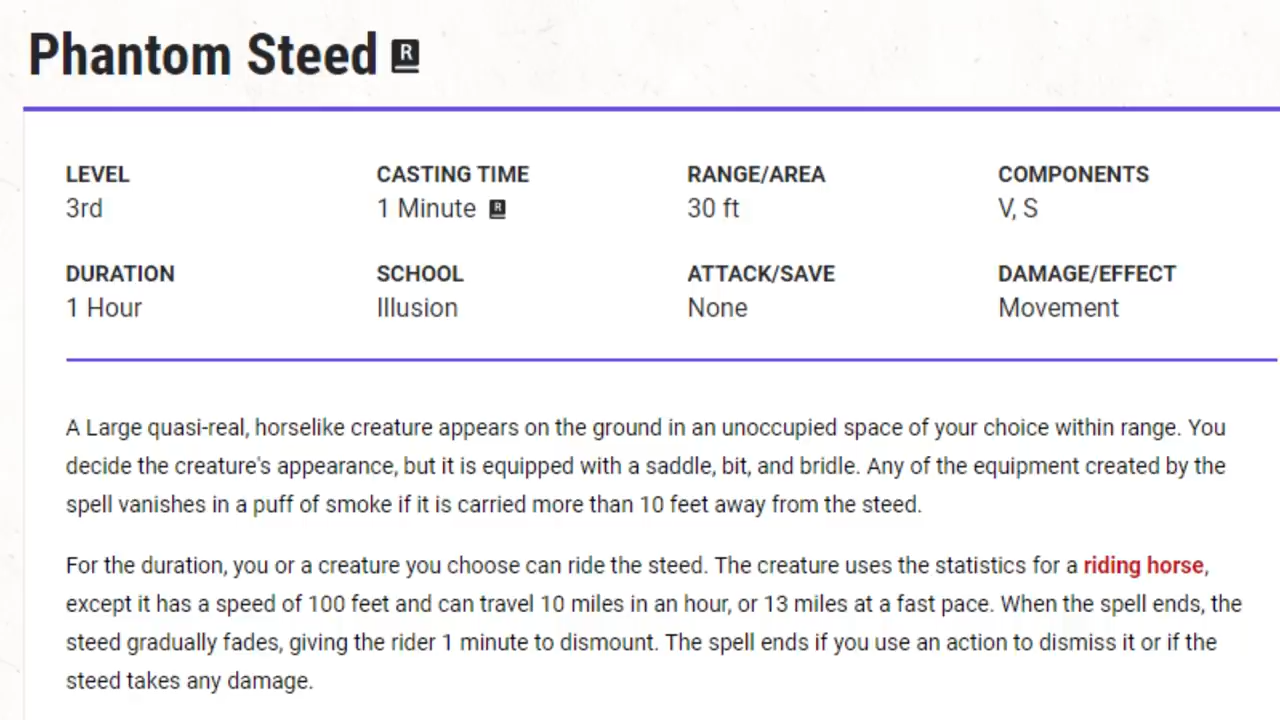 Phantom Steed R
LEVEL CASTING TIME RANGE/AREA COMPONENTS
3rd 1 Minute R 30 ft V, S
DURATION SCHOOL ATTACK/SAVE DAMAGE/EFFECT
1 Hour Illusion None Movement
A Large quasi-real, horselike creature appears on the ground in an unoccupied space of your choice within range. You
decide the creature's appearance, but it is equipped with a saddle, bit, and bridle. Any of the equipment created by the
spell vanishes in a puff of smoke if it is carried more than 10 feet away from the steed.
For the duration, you or a creature you choose can ride the steed. The creature uses the statistics for a riding horse,
except it has a speed of 100 feet and can travel 10 miles in an hour, or 13 miles at a fast pace. When the spell ends, the
steed gradually fades, giving the rider 1 minute to dismount. The spell ends if you use an action to dismiss it or if the
steed takes any damage.